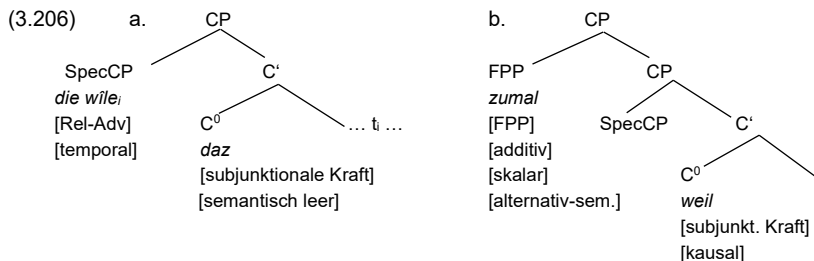 (3.206) a. CP b. CP
SpecCP C‘ FPP CP
die wîleᵢ zumal
[Rel-Adv] C⁰ … tᵢ … [FPP] SpecCP C‘
[temporal] daz [additiv]
[subjunktionale Kraft] [skalar] C⁰
[semantisch leer] [alternativ-sem.] weil
[subjunkt. Kraft]
[kausal]